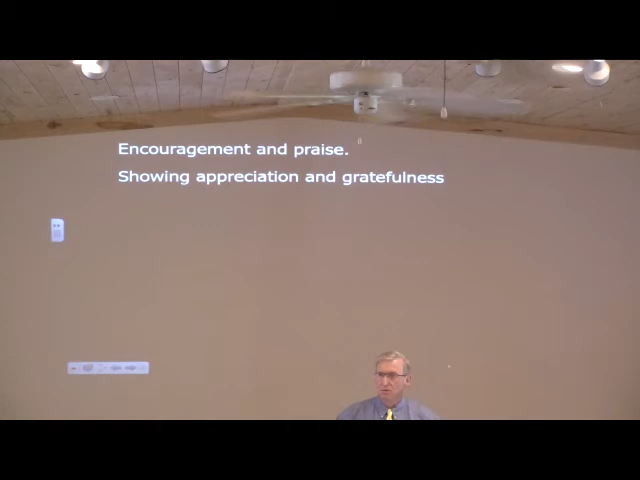 Encouragement and praise.
Showing appreciation and gratefulness